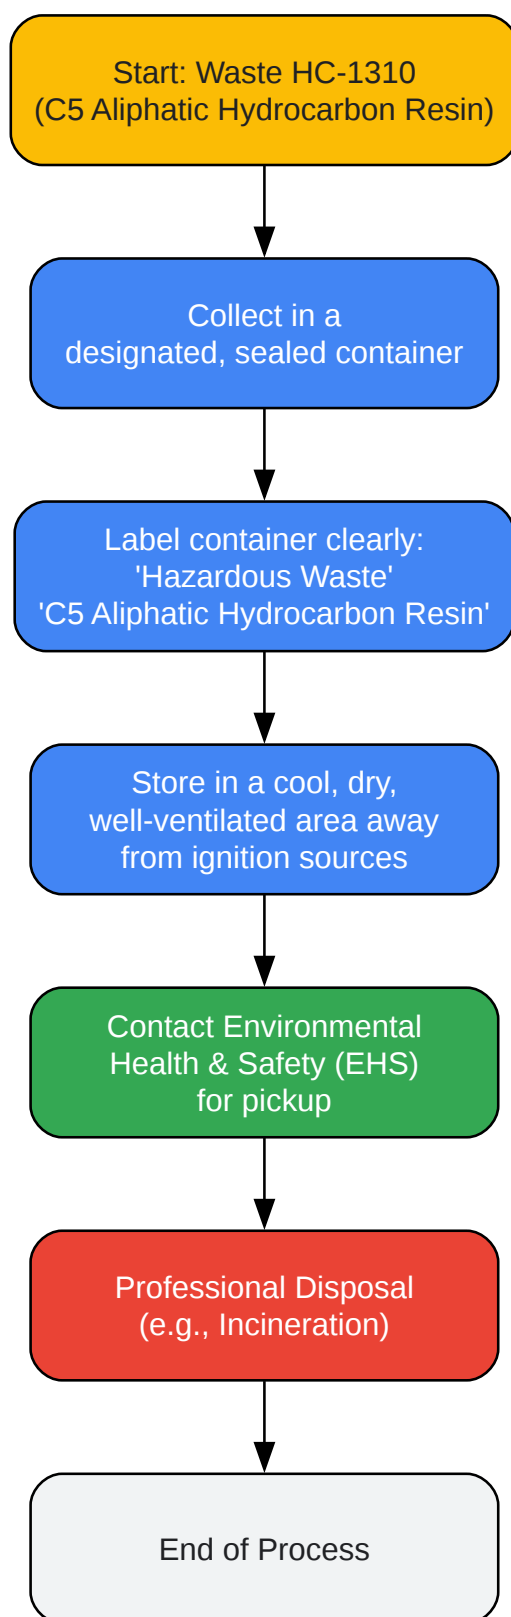 Start: Waste HC-1310
(C5 Aliphatic Hydrocarbon Resin)
Collect in a
designated, sealed container
Label container clearly:
'Hazardous Waste'
'C5 Aliphatic Hydrocarbon Resin'
Store in a cool, dry,
well-ventilated area away
from ignition sources
Contact Environmental
Health & Safety (EHS)
for pickup
Professional Disposal
(e.g., Incineration)
End of Process